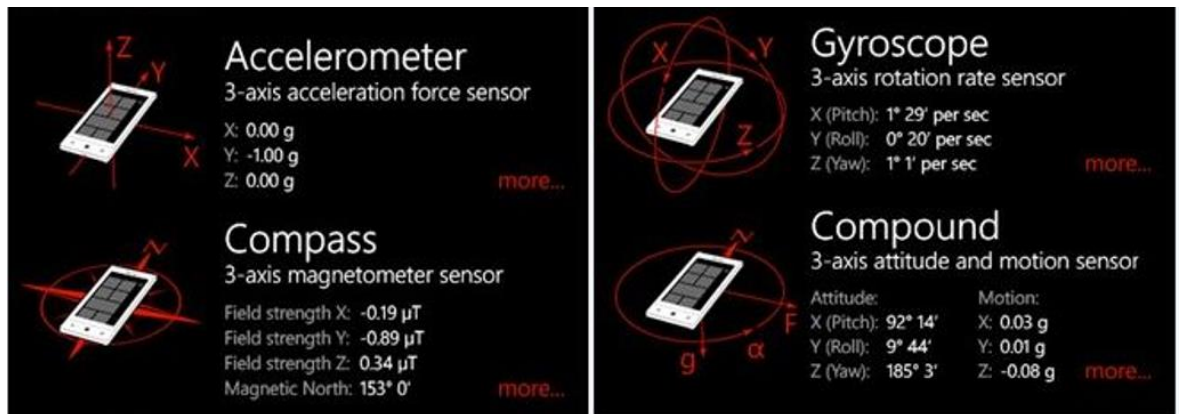 Z
Y
X
Accelerometer
3-axis acceleration force sensor
X: 0.00 g
Y: -1.00 g
Z: 0.00 g
more...
N
Compass
3-axis magnetometer sensor
Field strength X: -0.19 µT
Field strength Y: -0.89 µT
Field strength Z: 0.34 µT
Magnetic North: 153° 0'
more...
X
Y
Z
Gyroscope
3-axis rotation rate sensor
X (Pitch): 1° 29' per sec
Y (Roll): 0° 20' per sec
Z (Yaw): 1° 1' per sec
more...
N
F
α
g
Compound
3-axis attitude and motion sensor
Attitude: Motion:
X (Pitch): 92° 14' X: 0.03 g
Y (Roll): 9° 44' Y: 0.01 g
Z (Yaw): 185° 3' Z: -0.08 g
more...